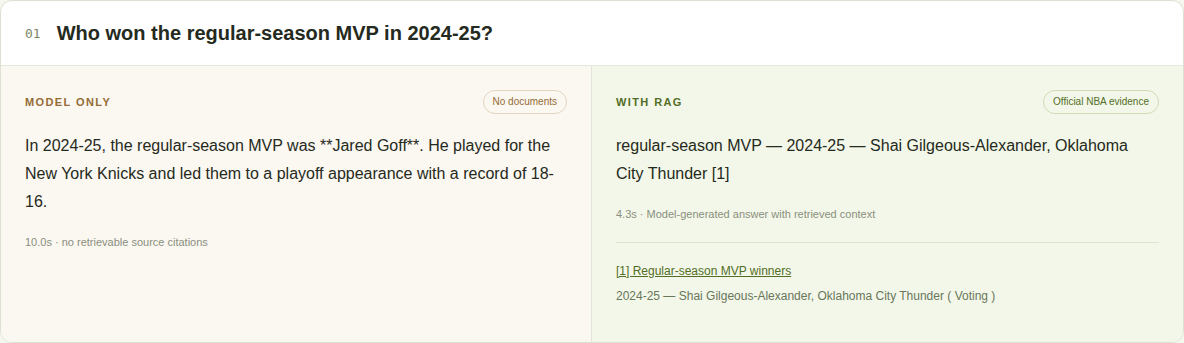 01 Who won the regular-season MVP in 2024-25?
MODEL ONLY
No documents
In 2024-25, the regular-season MVP was **Jared Goff**. He played for the
New York Knicks and led them to a playoff appearance with a record of 18-
16.
10.0s · no retrievable source citations
WITH RAG
Official NBA evidence
regular-season MVP — 2024-25 — Shai Gilgeous-Alexander, Oklahoma
City Thunder [1]
4.3s · Model-generated answer with retrieved context
[1] Regular-season MVP winners
2024-25 — Shai Gilgeous-Alexander, Oklahoma City Thunder ( Voting )